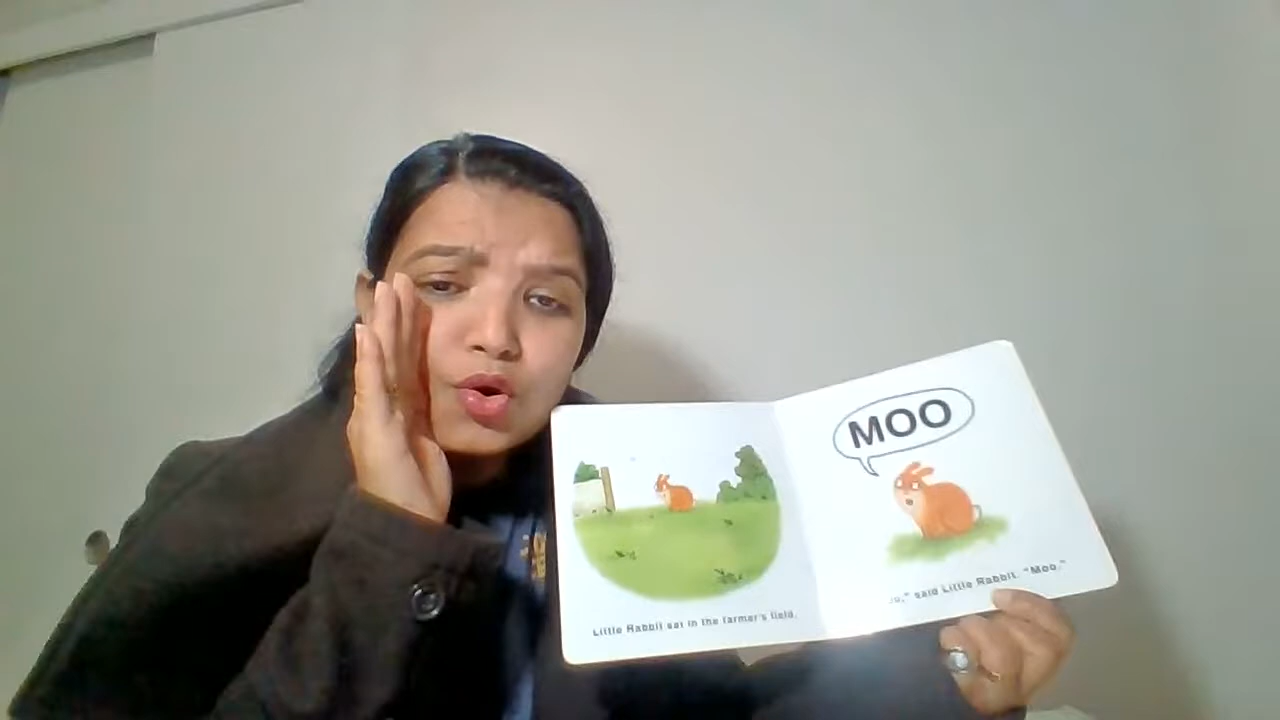 Little Rabbit sat in the farmer's field.
MOO
said Little Rabbit. "Moo."